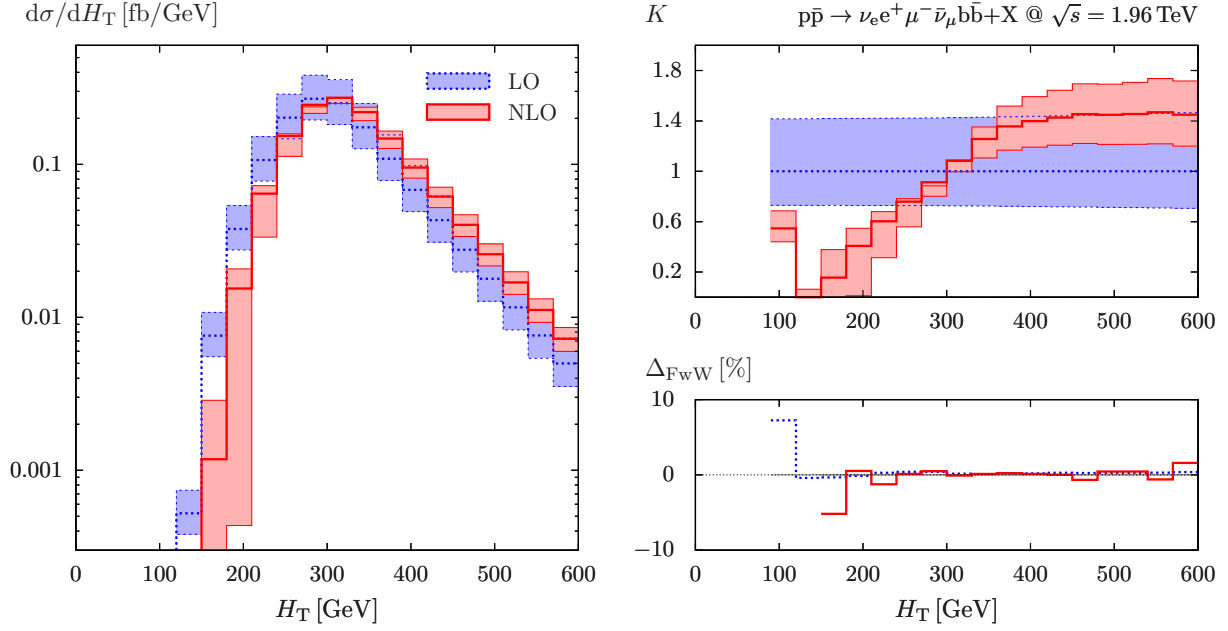 dσ/dH_T [fb/GeV]
LO
NLO
0.1
0.01
0.001
0 100 200 300 400 500 600
H_T [GeV]
K pp̄ → ν_e e⁺ μ⁻ ν̄_μ bb̄+X @ √s = 1.96 TeV
1.8
1.4
1
0.6
0.2
0 100 200 300 400 500 600
Δ_FwW [%]
10
0
−10
0 100 200 300 400 500 600
H_T [GeV]